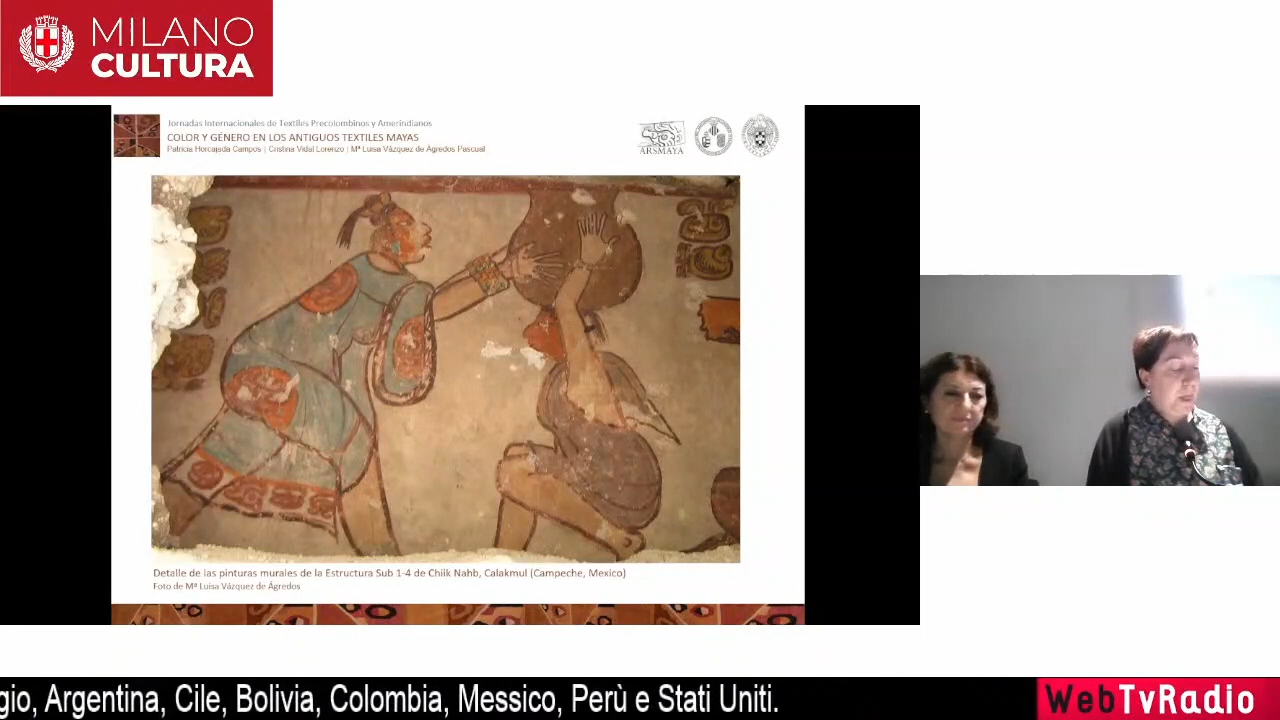 MILANO
CULTURA
Jornadas Internacionales de Textiles Precolombinos y Amerindianos
COLOR Y GÉNERO EN LOS ANTIGUOS TEXTILES MAYAS
Patricia Horcajada Campos | Cristina Vidal Lorenzo | Mª Luisa Vázquez de Ágredos Pascual
ARSMAYA
Detalle de las pinturas murales de la Estructura Sub 1-4 de Chiik Nahb, Calakmul (Campeche, Mexico)
Foto de Mª Luisa Vázquez de Ágredos
gio, Argentina, Cile, Bolivia, Colombia, Messico, Perù e Stati Uniti.
WebTvRadio